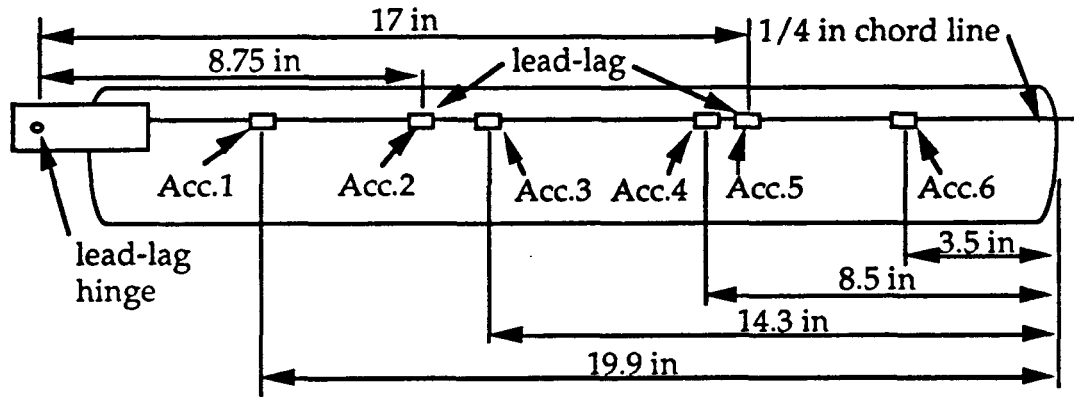 17 in
1/4 in chord line
8.75 in
lead-lag
Acc.1
Acc.2
Acc.3
Acc.4
Acc.5
Acc.6
lead-lag
hinge
3.5 in
8.5 in
14.3 in
19.9 in